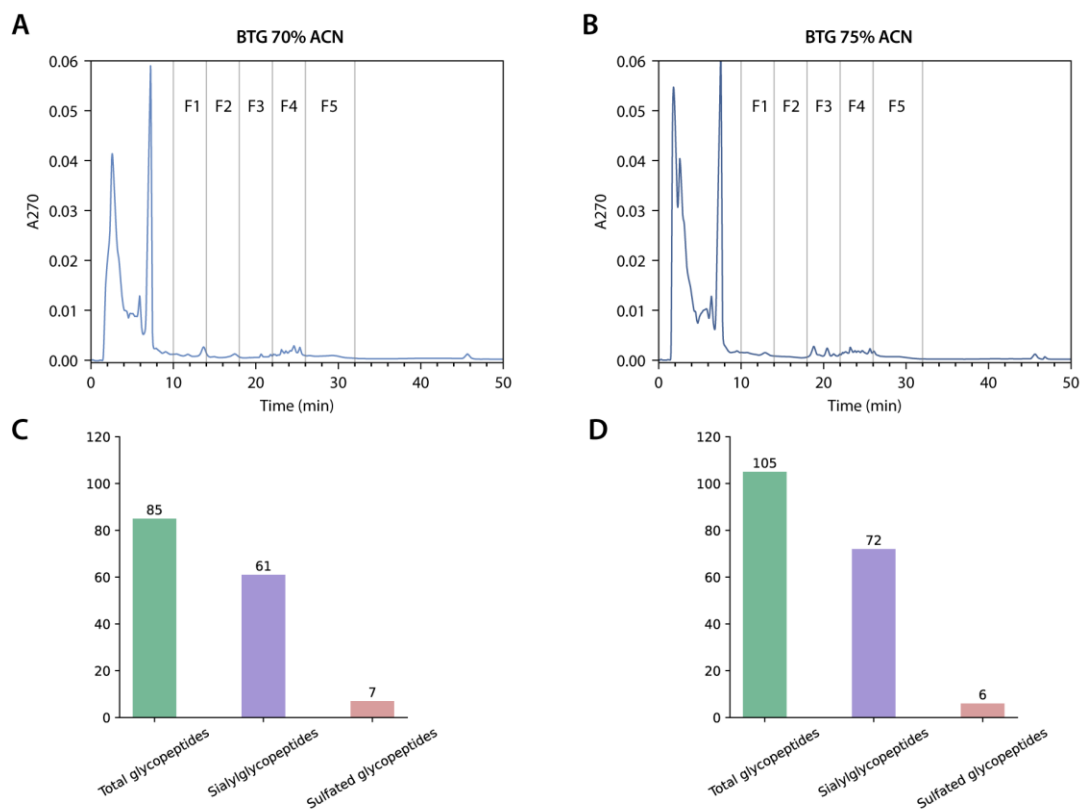 A
BTG 70% ACN
0.06
0.05
0.04
0.03
0.02
0.01
0.00
A270
F1 F2 F3 F4 F5
0 10 20 30 40 50
Time (min)
B
BTG 75% ACN
0.06
0.05
0.04
0.03
0.02
0.01
0.00
A270
F1 F2 F3 F4 F5
0 10 20 30 40 50
Time (min)
C
120
100
80
60
40
20
0
85
61
7
Total glycopeptides
Sialylglycopeptides
Sulfated glycopeptides
D
120
100
80
60
40
20
0
105
72
6
Total glycopeptides
Sialylglycopeptides
Sulfated glycopeptides